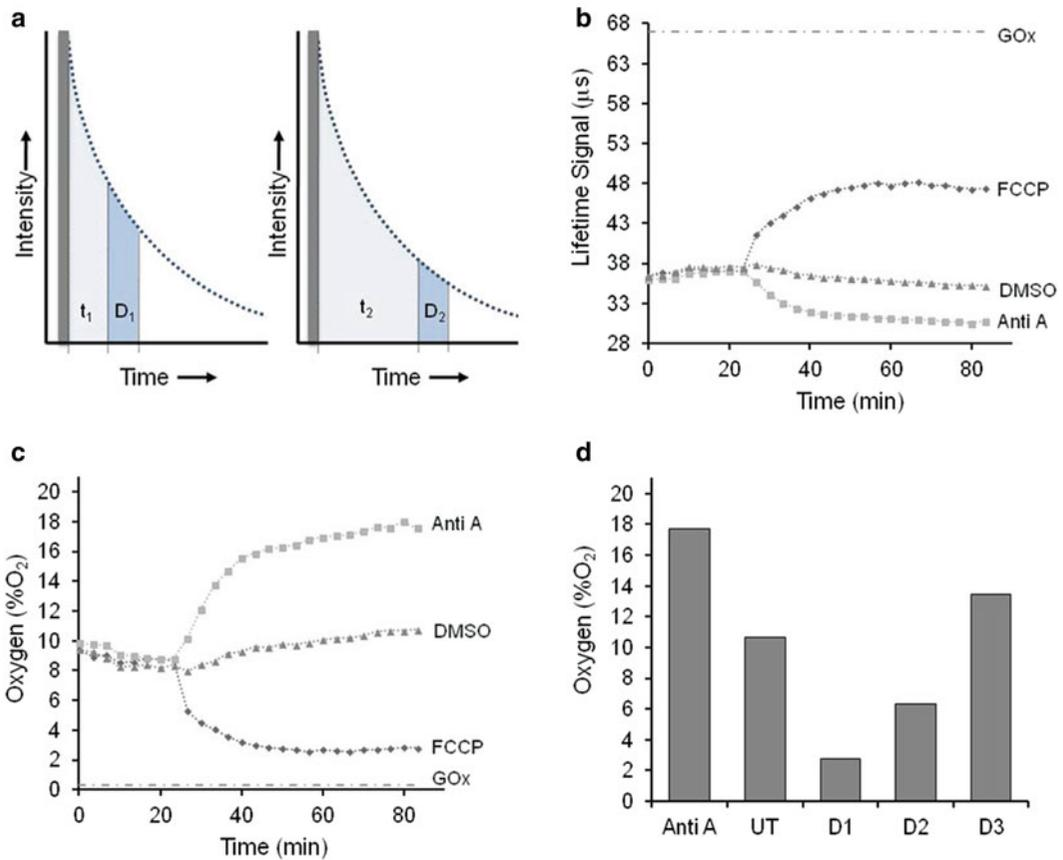 a
Intensity
t₁
D₁
t₂
D₂
Intensity
Time
Time
b
Lifetime Signal (µs)
68
63
58
53
48
43
38
33
28
GOx
FCCP
DMSO
Anti A
0
20
40
60
80
Time (min)
c
Oxygen (%O₂)
20
18
16
14
12
10
8
6
4
2
0
Anti A
DMSO
FCCP
GOx
0
20
40
60
80
Time (min)
d
Oxygen (%O₂)
20
18
16
14
12
10
8
6
4
2
0
Anti A
UT
D1
D2
D3